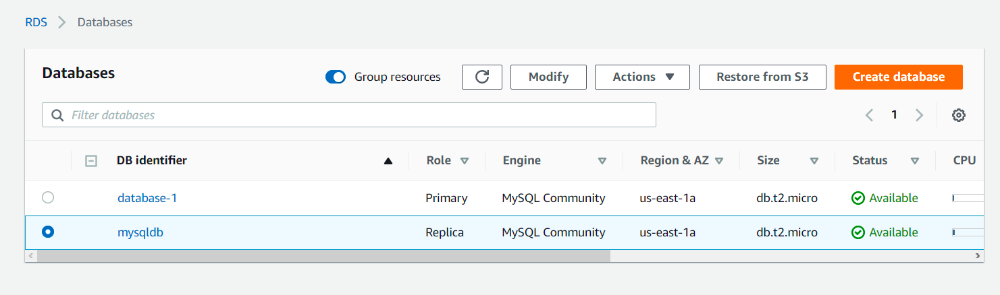 RDS > Databases
Databases Group resources Modify Actions Restore from S3 Create database
Filter databases 1
DB identifier Role Engine Region & AZ Size Status CPU
database-1 Primary MySQL Community us-east-1a db.t2.micro Available
mysqldb Replica MySQL Community us-east-1a db.t2.micro Available